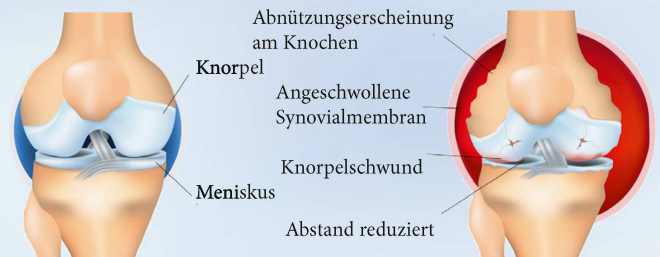 Knorpel
Meniskus
Abnützungserscheinung
am Knochen
Angeschwollene
Synovialmembran
Knorpelschwund
Abstand reduziert